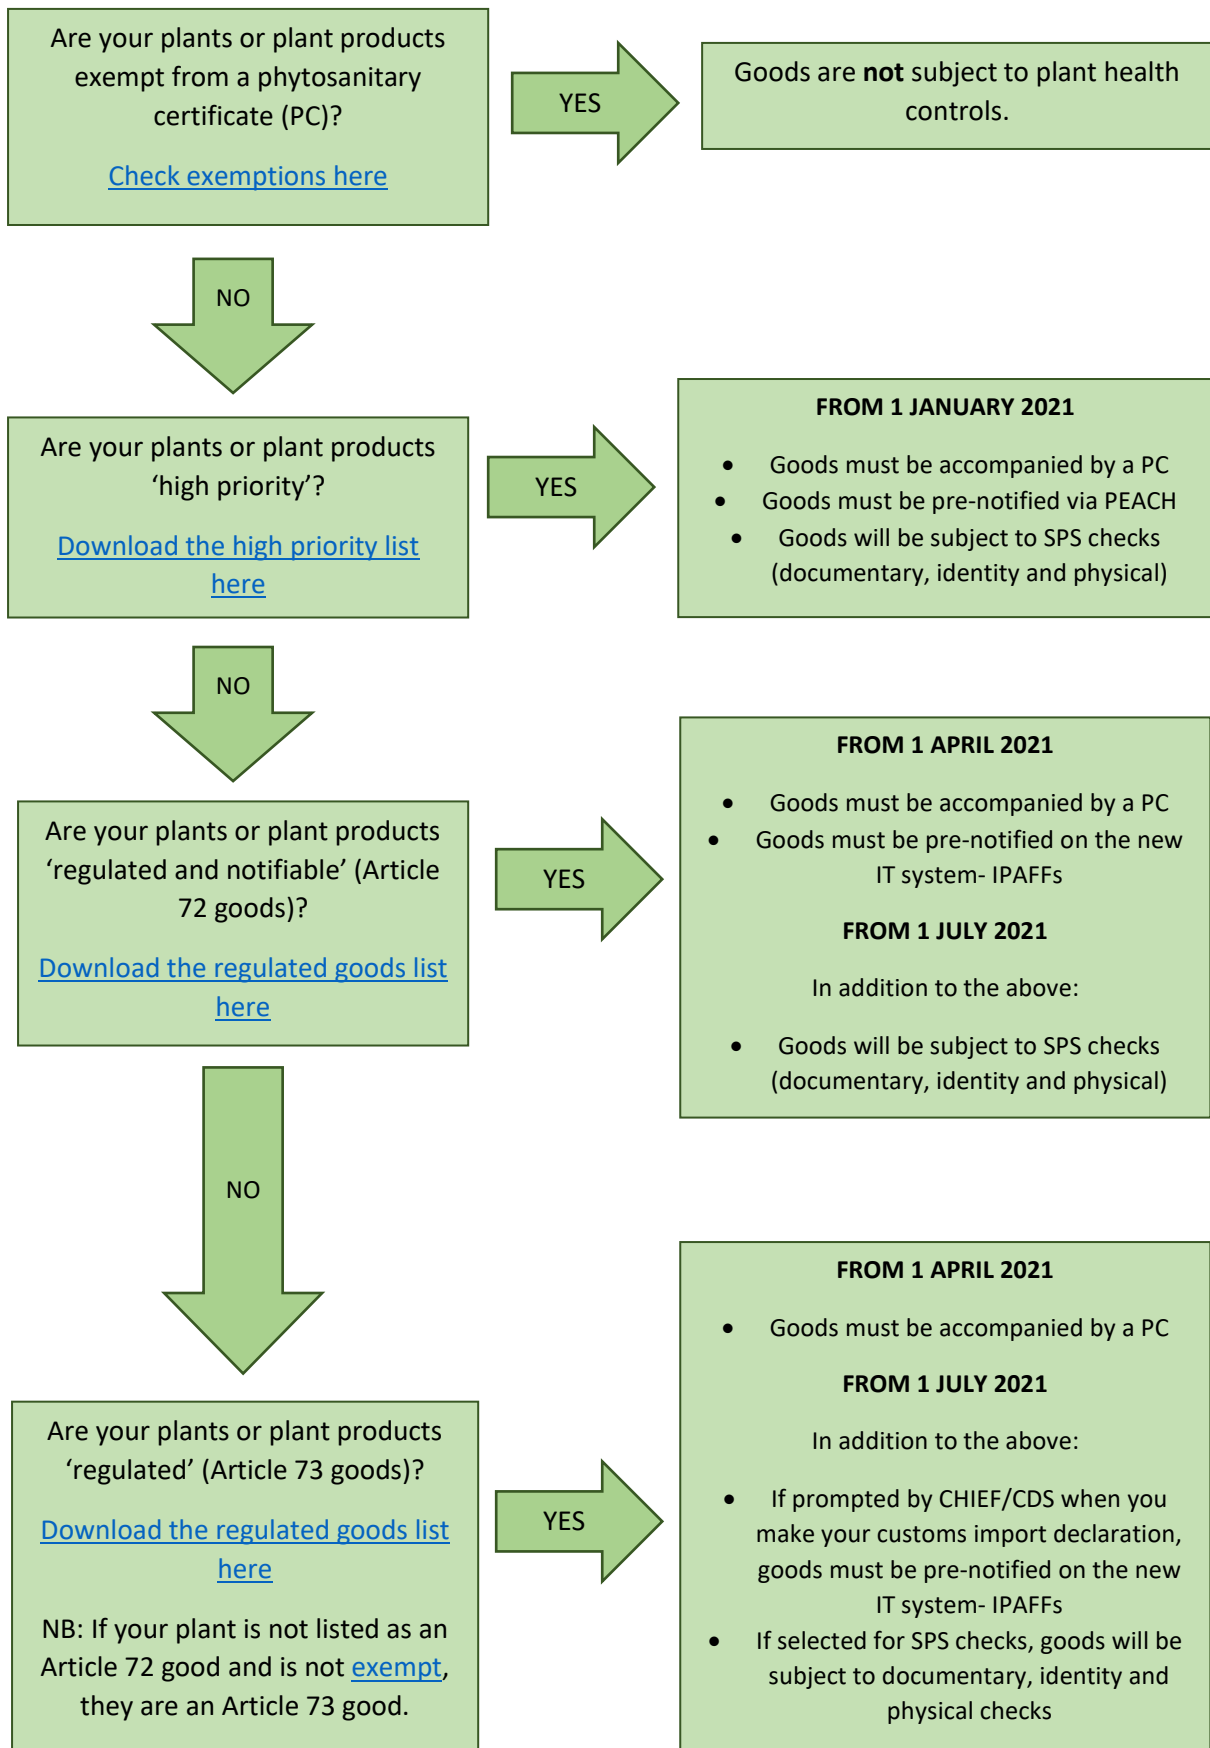 Are your plants or plant products
exempt from a phytosanitary
certificate (PC)?
Check exemptions here
YES
Goods are not subject to plant health
controls.
NO
Are your plants or plant products
‘high priority’?
Download the high priority list
here
YES
FROM 1 JANUARY 2021
• Goods must be accompanied by a PC
• Goods must be pre-notified via PEACH
• Goods will be subject to SPS checks
(documentary, identity and physical)
NO
Are your plants or plant products
‘regulated and notifiable’ (Article
72 goods)?
Download the regulated goods list
here
YES
FROM 1 APRIL 2021
• Goods must be accompanied by a PC
• Goods must be pre-notified on the new
IT system- IPAFFs
FROM 1 JULY 2021
In addition to the above:
• Goods will be subject to SPS checks
(documentary, identity and physical)
NO
Are your plants or plant products
‘regulated’ (Article 73 goods)?
Download the regulated goods list
here
NB: If your plant is not listed as an
Article 72 good and is not exempt,
they are an Article 73 good.
YES
FROM 1 APRIL 2021
• Goods must be accompanied by a PC
FROM 1 JULY 2021
In addition to the above:
• If prompted by CHIEF/CDS when you
make your customs import declaration,
goods must be pre-notified on the new
IT system- IPAFFs
• If selected for SPS checks, goods will be
subject to documentary, identity and
physical checks